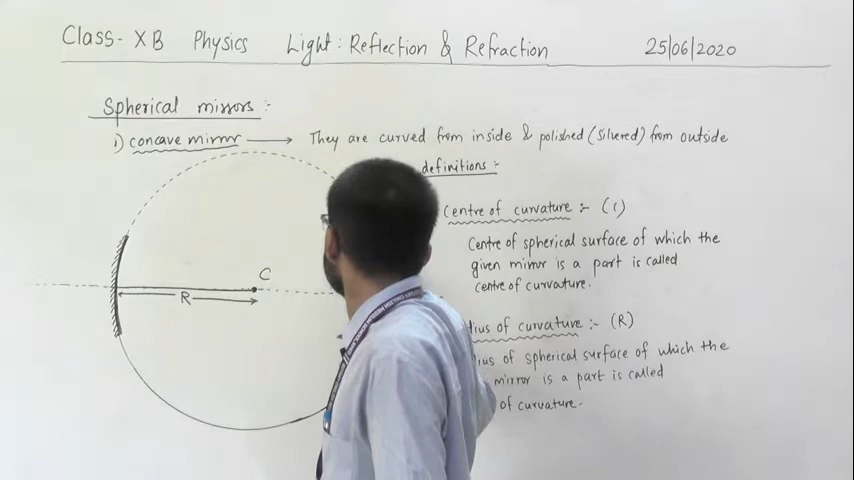 Class- X B Physics Light: Reflection & Refraction 25/06/2020
Spherical mirrors :-
i) concave mirror → They are curved from inside & polished (silvered) from outside
definitions :-
Centre of curvature :- (C)
Centre of spherical surface of which the
given mirror is a part is called
centre of curvature.
dius of curvature :- (R)
ius of spherical surface of which the
mirror is a part is called
of curvature.
C
R